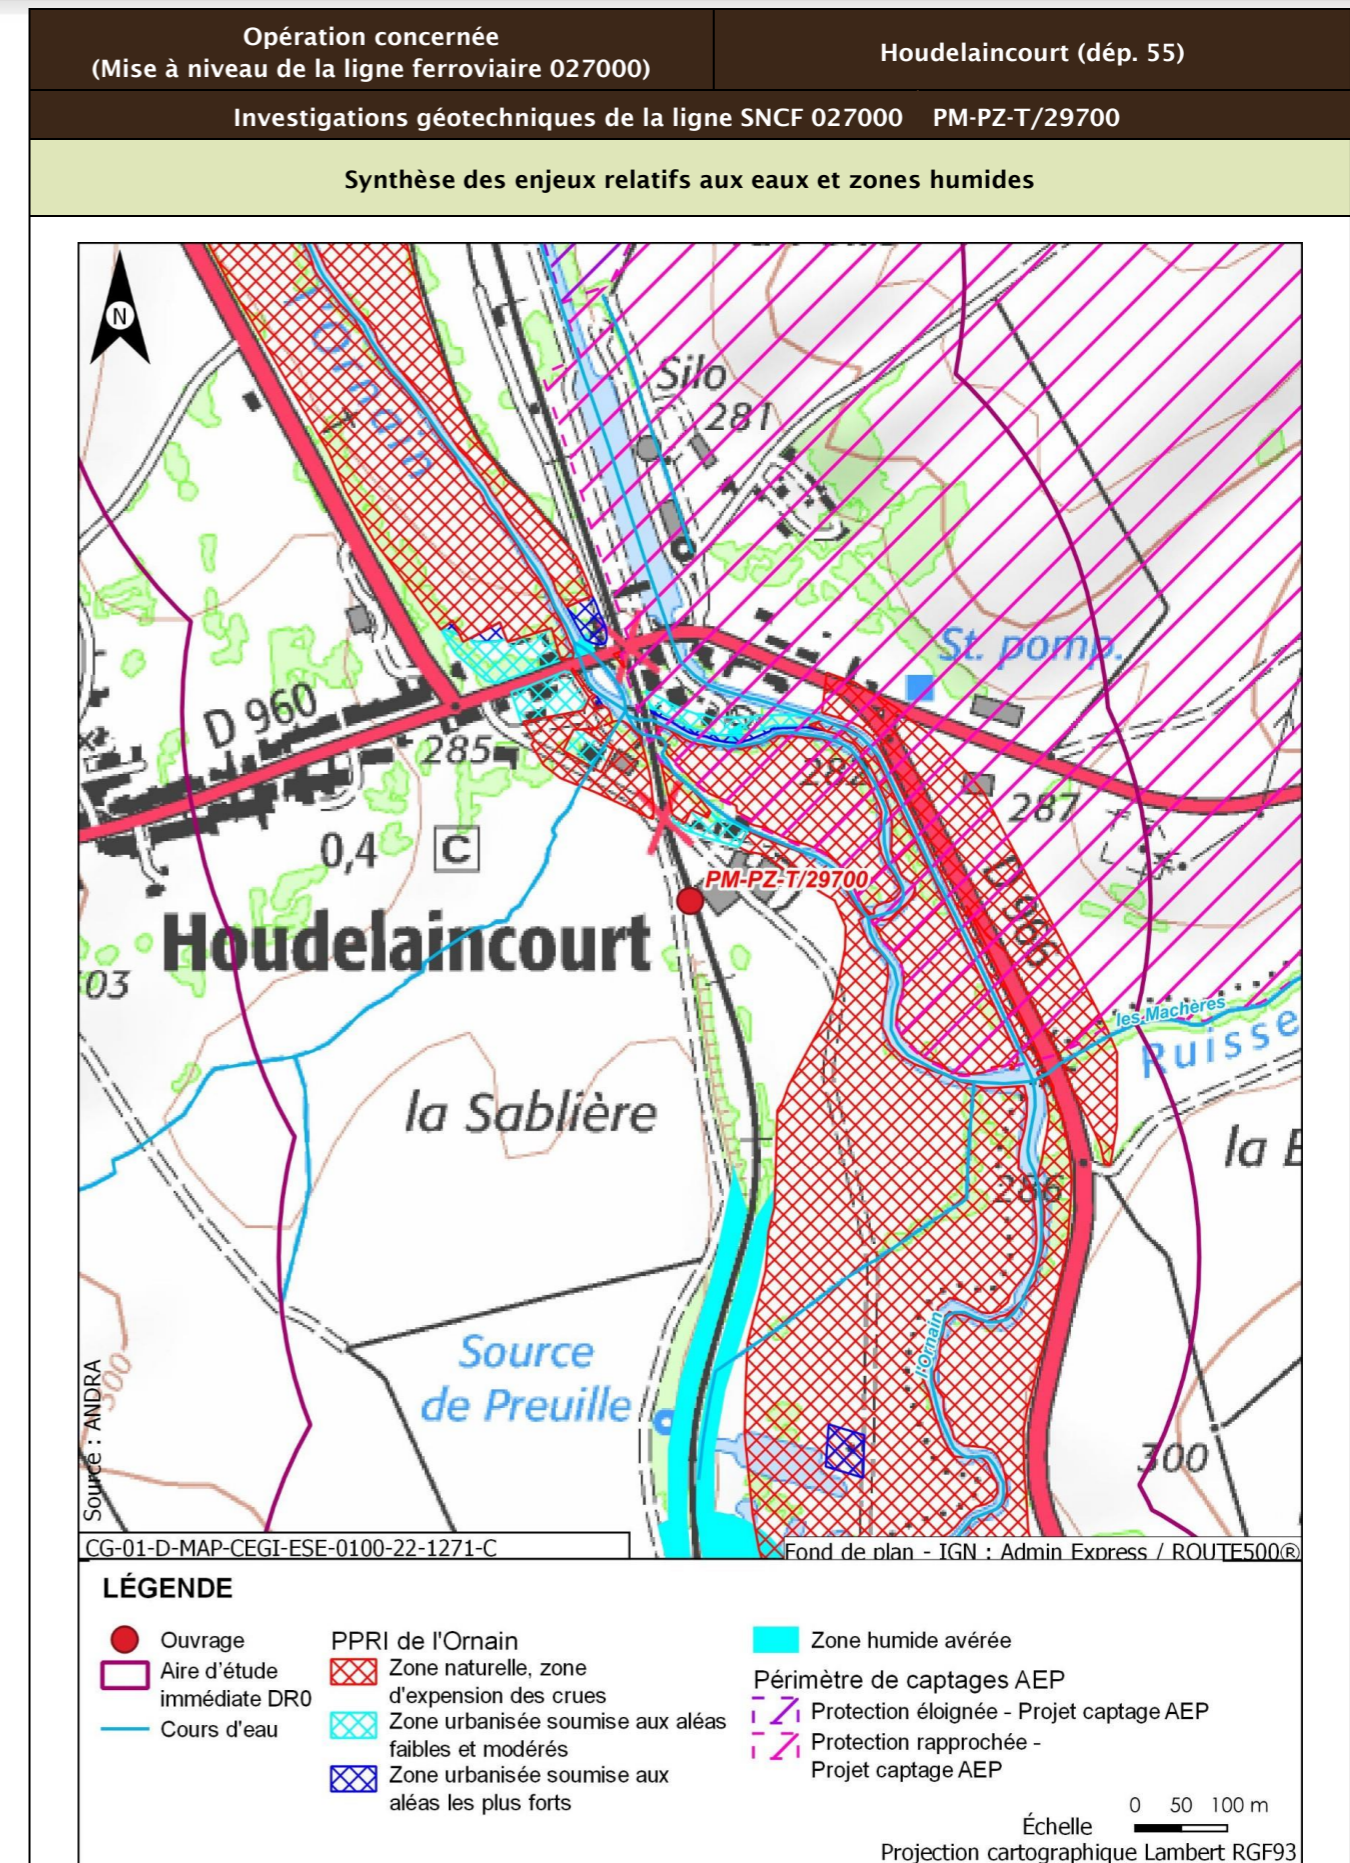 Opération concernée
(Mise à niveau de la ligne ferroviaire 027000)
Houdelaincourt (dép. 55)
Investigations géotechniques de la ligne SNCF 027000 PM-PZ-T/29700
Synthèse des enjeux relatifs aux eaux et zones humides
N
l'Ornain
Silo
281
St. pomp.
D 960
285
282
287
0,4
C
PM-PZ-T/29700
D 966
Houdelaincourt
303
les Machères
Ruisse
la Sablière
la B
286
Source
de Preuille
l'Ornain
300
300
Source : ANDRA
CG-01-D-MAP-CEGI-ESE-0100-22-1271-C
Fond de plan - IGN : Admin Express / ROUTE500®
LÉGENDE
Ouvrage
Aire d'étude
immédiate DR0
Cours d'eau
PPRI de l'Ornain
Zone naturelle, zone
d'expension des crues
Zone urbanisée soumise aux aléas
faibles et modérés
Zone urbanisée soumise aux
aléas les plus forts
Zone humide avérée
Périmètre de captages AEP
Protection éloignée - Projet captage AEP
Protection rapprochée -
Projet captage AEP
0 50 100 m
Échelle
Projection cartographique Lambert RGF93